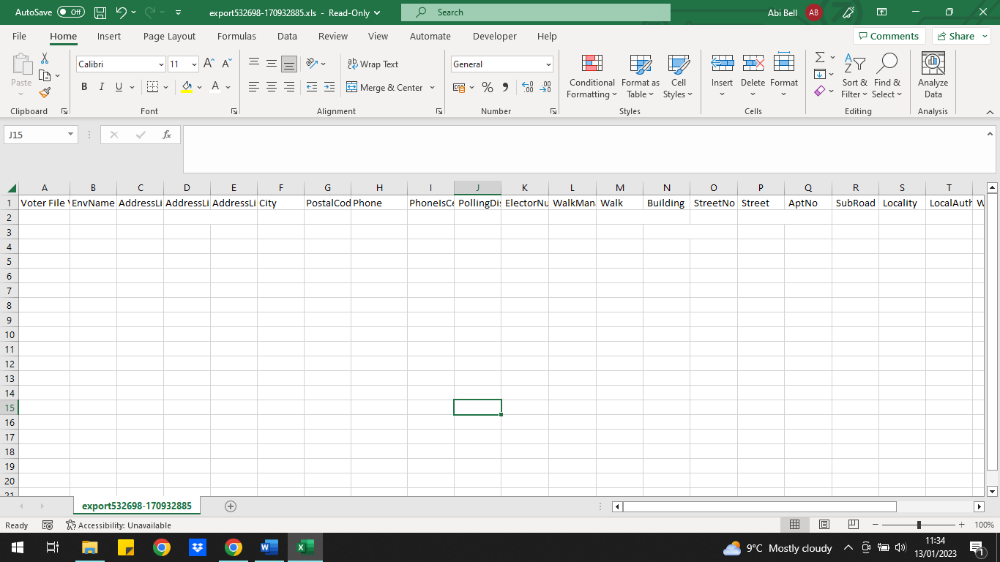 AutoSave Off export532698-170932885.xls - Read-Only Search Abi Bell AB
File Home Insert Page Layout Formulas Data Review View Automate Developer Help Comments Share
Calibri 11 Wrap Text General
Paste B I U A Merge & Center % Conditional Formatting Format as Table Cell Styles Insert Delete Format Sort & Filter Find & Select Analyze Data
Clipboard Font Alignment Number Styles Cells Editing Analysis
J15 fx
A B C D E F G H I J K L M N O P Q R S T
1 Voter File V EnvName AddressLi AddressLi AddressLi City PostalCod Phone PhoneIsCe PollingDis ElectorNu WalkMan Walk Building StreetNo Street AptNo SubRoad Locality LocalAuth W
2
3
4
5
6
7
8
9
10
11
12
13
14
15
16
17
18
19
20
21
export532698-170932885
Ready Accessibility: Unavailable 100%
9°C Mostly cloudy 11:34
13/01/2023 1